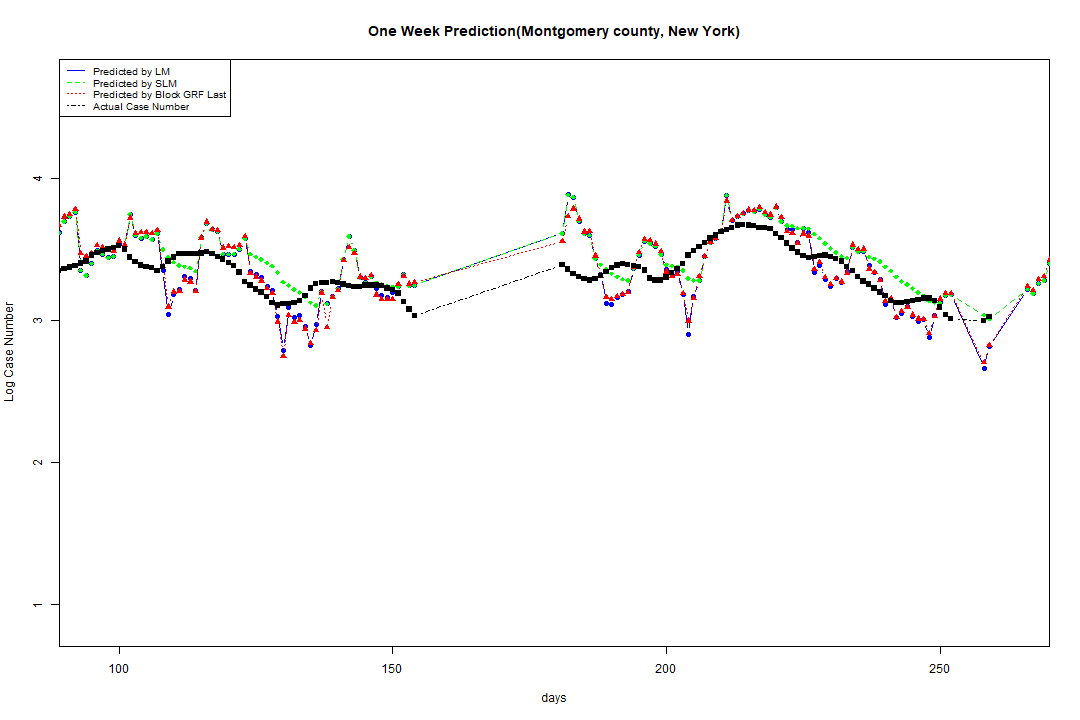 One Week Prediction(Montgomery county, New York)
Predicted by LM
Predicted by SLM
Predicted by Block GRF Last
Actual Case Number
4
3
2
1
Log Case Number
100 150 200 250
days